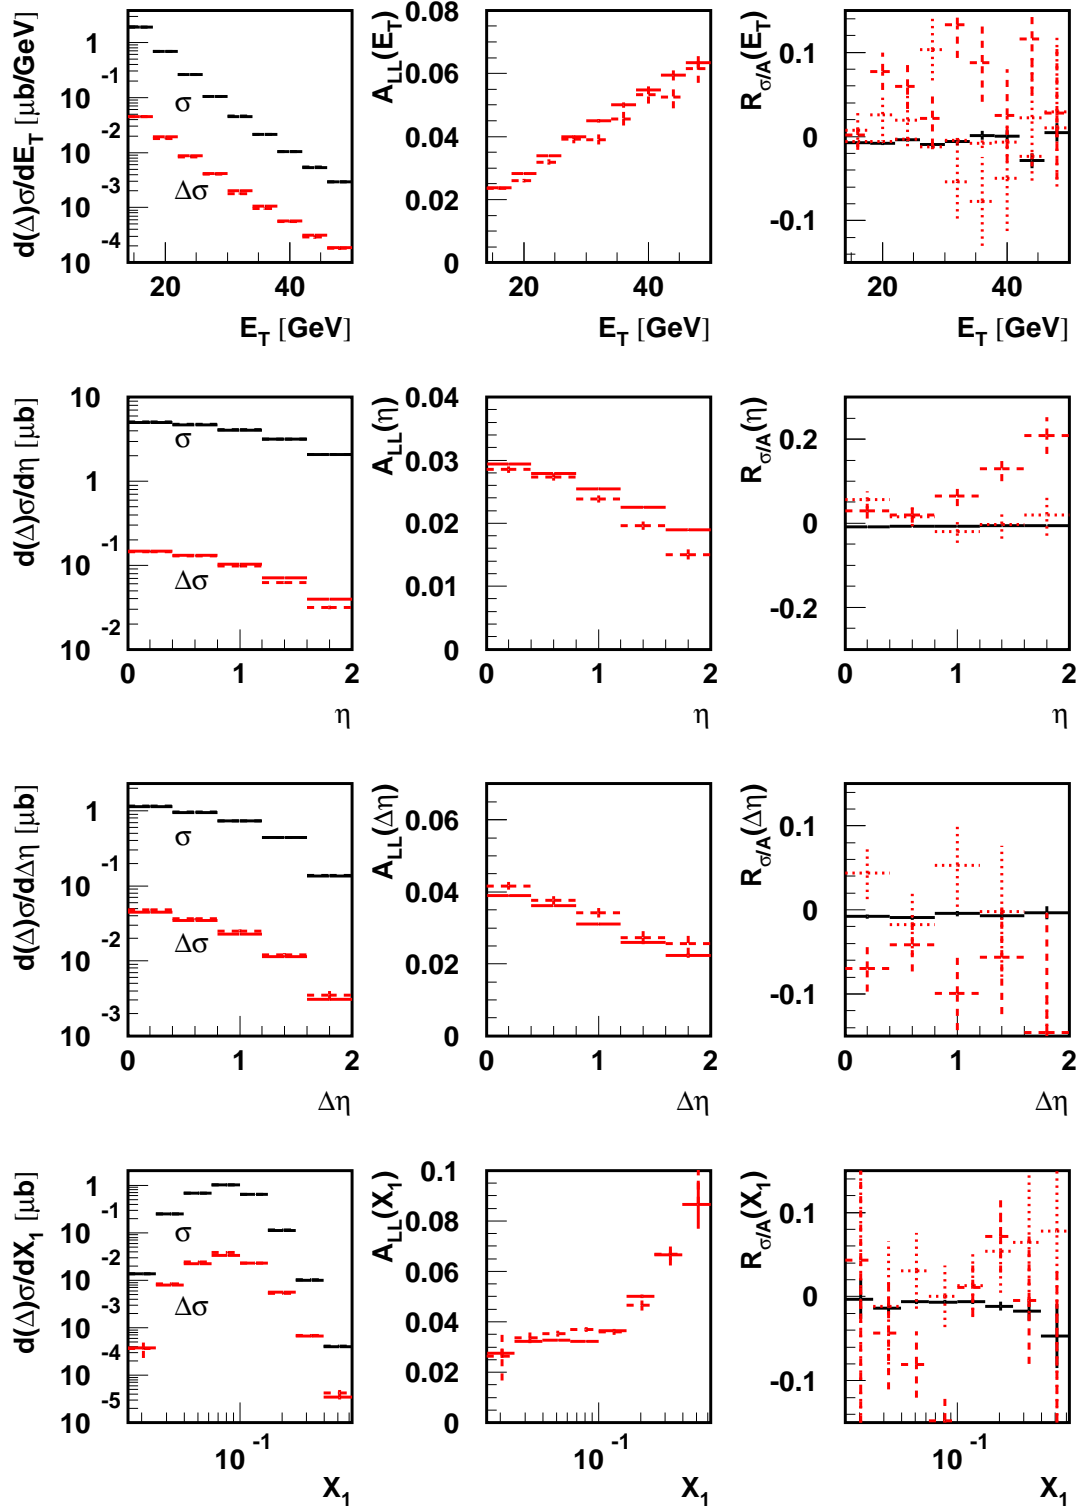 d(Δ)σ/dE_T [μb/GeV]
1
10^-1
10^-2
10^-3
10^-4
σ
Δσ
20 40
E_T [GeV]
A_LL(E_T)
0.08
0.06
0.04
0.02
0
20 40
E_T [GeV]
R_σ/A(E_T)
0.1
0
-0.1
20 40
E_T [GeV]
d(Δ)σ/dη [μb]
10
1
10^-1
10^-2
σ
Δσ
0 1 2
η
A_LL(η)
0.04
0.03
0.02
0.01
0
0 1 2
η
R_σ/A(η)
0.2
0
-0.2
0 1 2
η
d(Δ)σ/dΔη [μb]
1
10^-1
10^-2
10^-3
σ
Δσ
0 1 2
Δη
A_LL(Δη)
0.06
0.04
0.02
0
0 1 2
Δη
R_σ/A(Δη)
0.1
0
-0.1
0 1 2
Δη
d(Δ)σ/dX_1 [μb]
1
10^-1
10^-2
10^-3
10^-4
10^-5
σ
Δσ
10^-1
X_1
A_LL(X_1)
0.1
0.08
0.06
0.04
0.02
0
10^-1
X_1
R_σ/A(X_1)
0.1
0
-0.1
10^-1
X_1